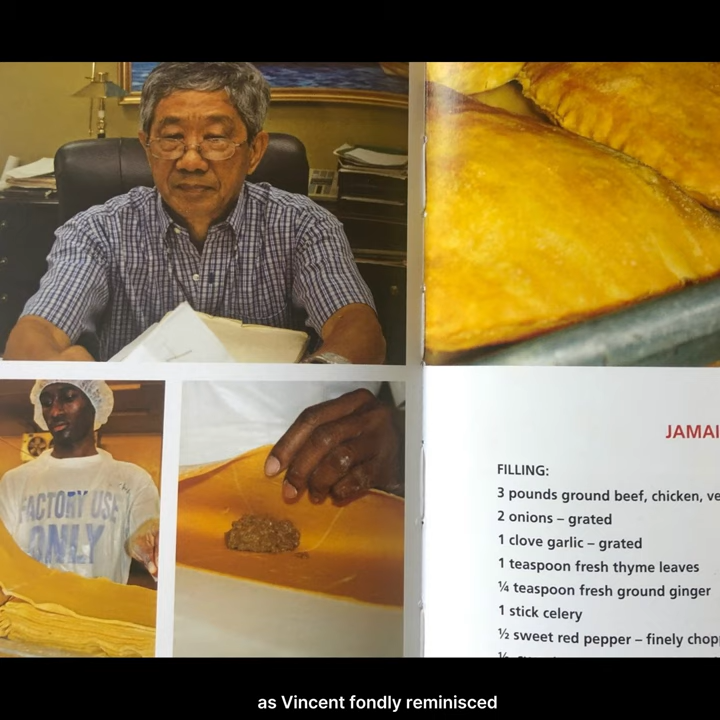 FACTORY USE
ONLY
JAMAI
FILLING:
3 pounds ground beef, chicken, ve
2 onions – grated
1 clove garlic – grated
1 teaspoon fresh thyme leaves
¼ teaspoon fresh ground ginger
1 stick celery
½ sweet red pepper – finely chop
as Vincent fondly reminisced